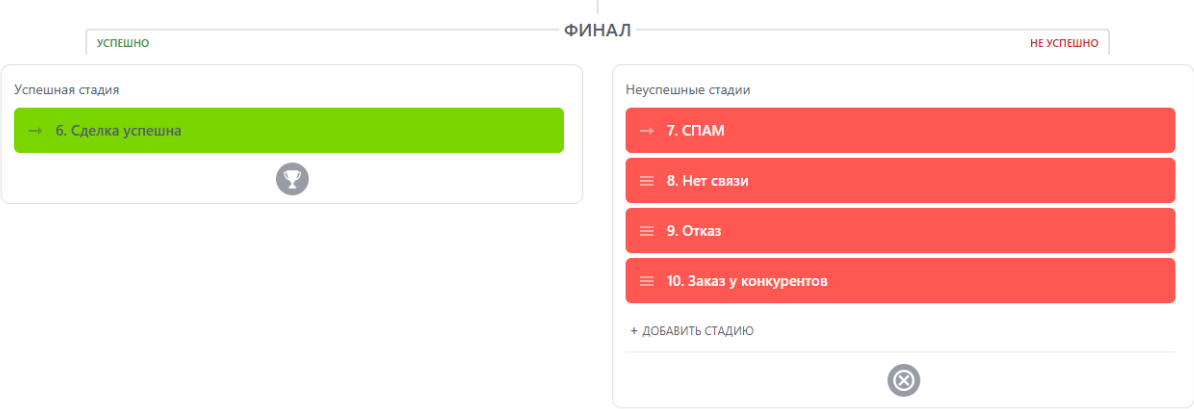 ФИНАЛ
УСПЕШНО
НЕ УСПЕШНО
Успешная стадия
6. Сделка успешна
Неуспешные стадии
7. СПАМ
8. Нет связи
9. Отказ
10. Заказ у конкурентов
+ ДОБАВИТЬ СТАДИЮ